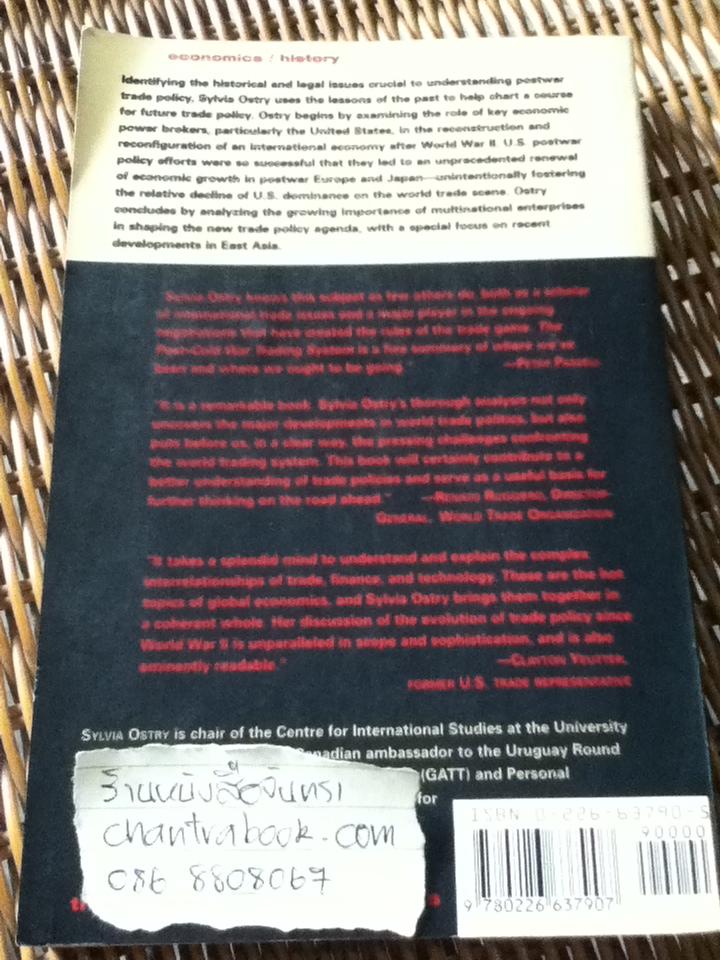 economics / history
Identifying the historical and legal issues crucial to understanding postwar
trade policy, Sylvia Ostry uses the lessons of the past to help chart a course
for future trade policy. Ostry begins by examining the role of key economic
power brokers, particularly the United States, in the reconstruction and
reconfiguration of an international economy after World War II. U.S. postwar
policy efforts were so successful that they led to an unprecedented renewal
of economic growth in postwar Europe and Japan—unintentionally fostering
the relative decline of U.S. dominance on the world trade scene. Ostry
concludes by analyzing the growing importance of multinational enterprises
in shaping the new trade policy agenda, with a special focus on recent
developments in East Asia.
"Sylvia Ostry knows this subject as few others do, both as a scholar
of international trade issues and a major player in the ongoing
negotiations that have created the rules of the trade game. The
Post-Cold War Trading System is a fine summary of where we've
been and where we ought to be going." —Peter
"It is a remarkable book. Sylvia Ostry's thorough analysis not only
uncovers the major developments in world trade politics, but also
puts before us, in a clear way, the pressing challenges confronting
the world trading system. This book will certainly contribute to a
better understanding of trade policies and serve as a useful basis for
further thinking on the road ahead." —Renato Ruggiero, Director-
General, World Trade Organization
"It takes a splendid mind to understand and explain the complex
interrelationships of trade, finance, and technology. These are the hot
topics of global economics, and Sylvia Ostry brings them together in
a coherent whole. Her discussion of the evolution of trade policy since
World War II is unparalleled in scope and sophistication, and is also
eminently readable." —Clayton Yeutter,
former U.S. trade representative
Sylvia Ostry is chair of the Centre for International Studies at the University
anadian ambassador to the Uruguay Round
(GATT) and Personal
for
ร้านหนังสือจันทรา
chantrabook.com
086 8808067
ISBN 0-226-63790-5
90000
9 780226 637907